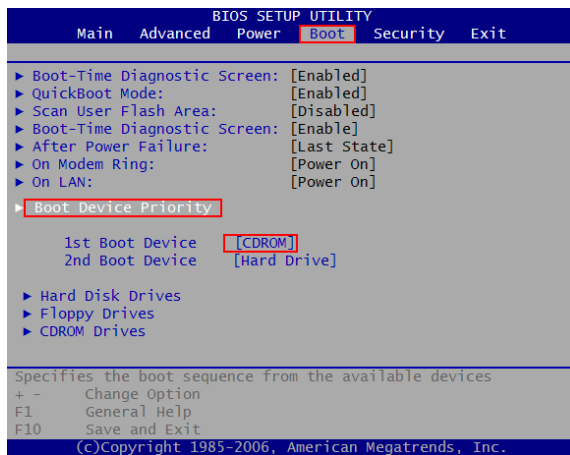 BIOS SETUP UTILITY
Main Advanced Power Boot Security Exit
Boot-Time Diagnostic Screen: [Enabled]
QuickBoot Mode: [Enabled]
Scan User Flash Area: [Disabled]
Boot-Time Diagnostic Screen: [Enable]
After Power Failure: [Last State]
On Modem Ring: [Power On]
On LAN: [Power On]
Boot Device Priority
1st Boot Device [CDROM]
2nd Boot Device [Hard Drive]
Hard Disk Drives
Floppy Drives
CDROM Drives
Specifies the boot sequence from the available devices
+ - Change Option
F1 General Help
F10 Save and Exit
(c)Copyright 1985-2006, American Megatrends, Inc.